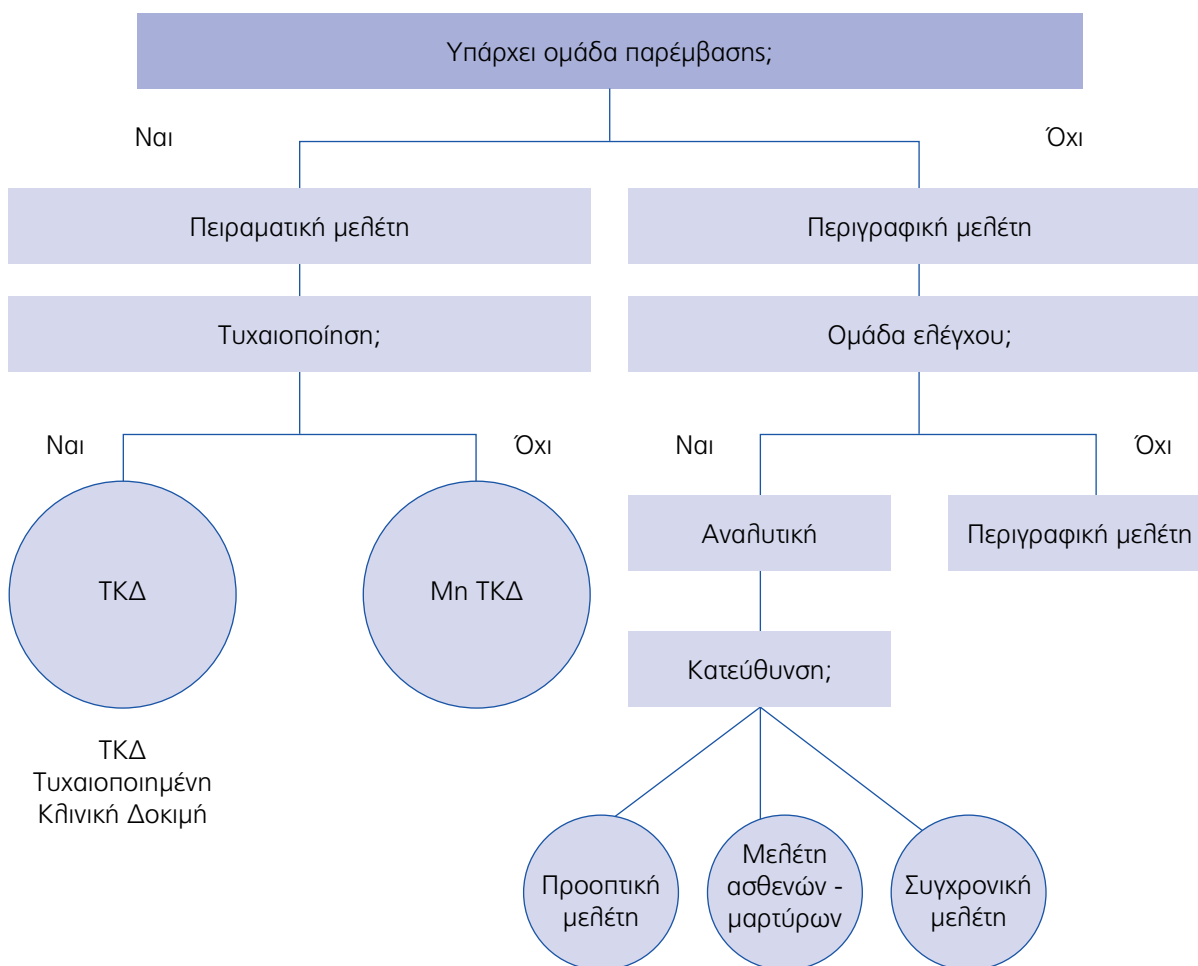 Υπάρχει ομάδα παρέμβασης;
Ναι
Όχι
Πειραματική μελέτη
Περιγραφική μελέτη
Τυχαιοποίηση;
Ομάδα ελέγχου;
Ναι
Όχι
Ναι
Όχι
ΤΚΔ
Μη ΤΚΔ
Αναλυτική
Περιγραφική μελέτη
Κατεύθυνση;
ΤΚΔ
Τυχαιοποιημένη
Κλινική Δοκιμή
Προοπτική
μελέτη
Μελέτη
ασθενών -
μαρτύρων
Συγχρονική
μελέτη